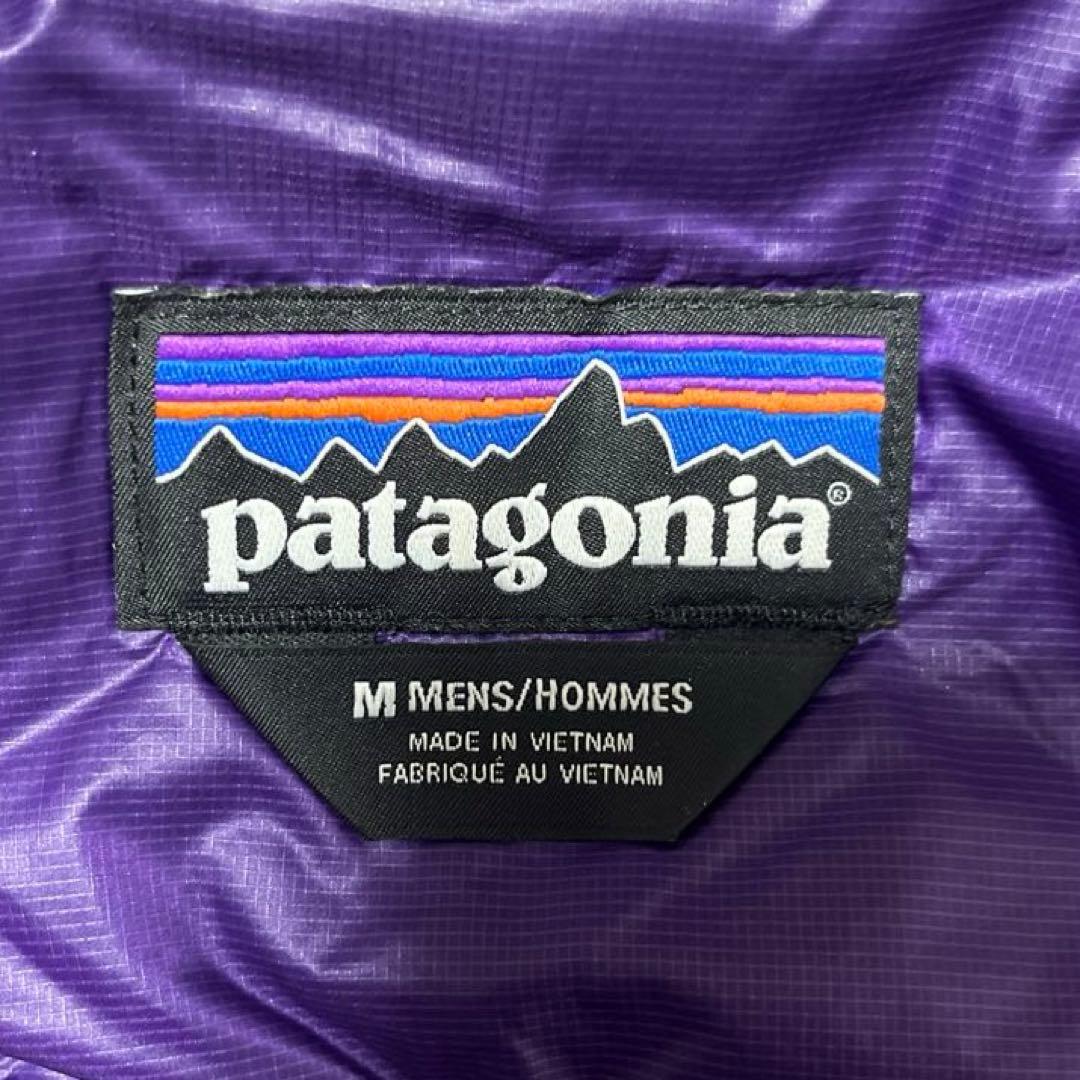 patagonia®
M MENS/HOMMES
MADE IN VIETNAM
FABRIQUÉ AU VIETNAM